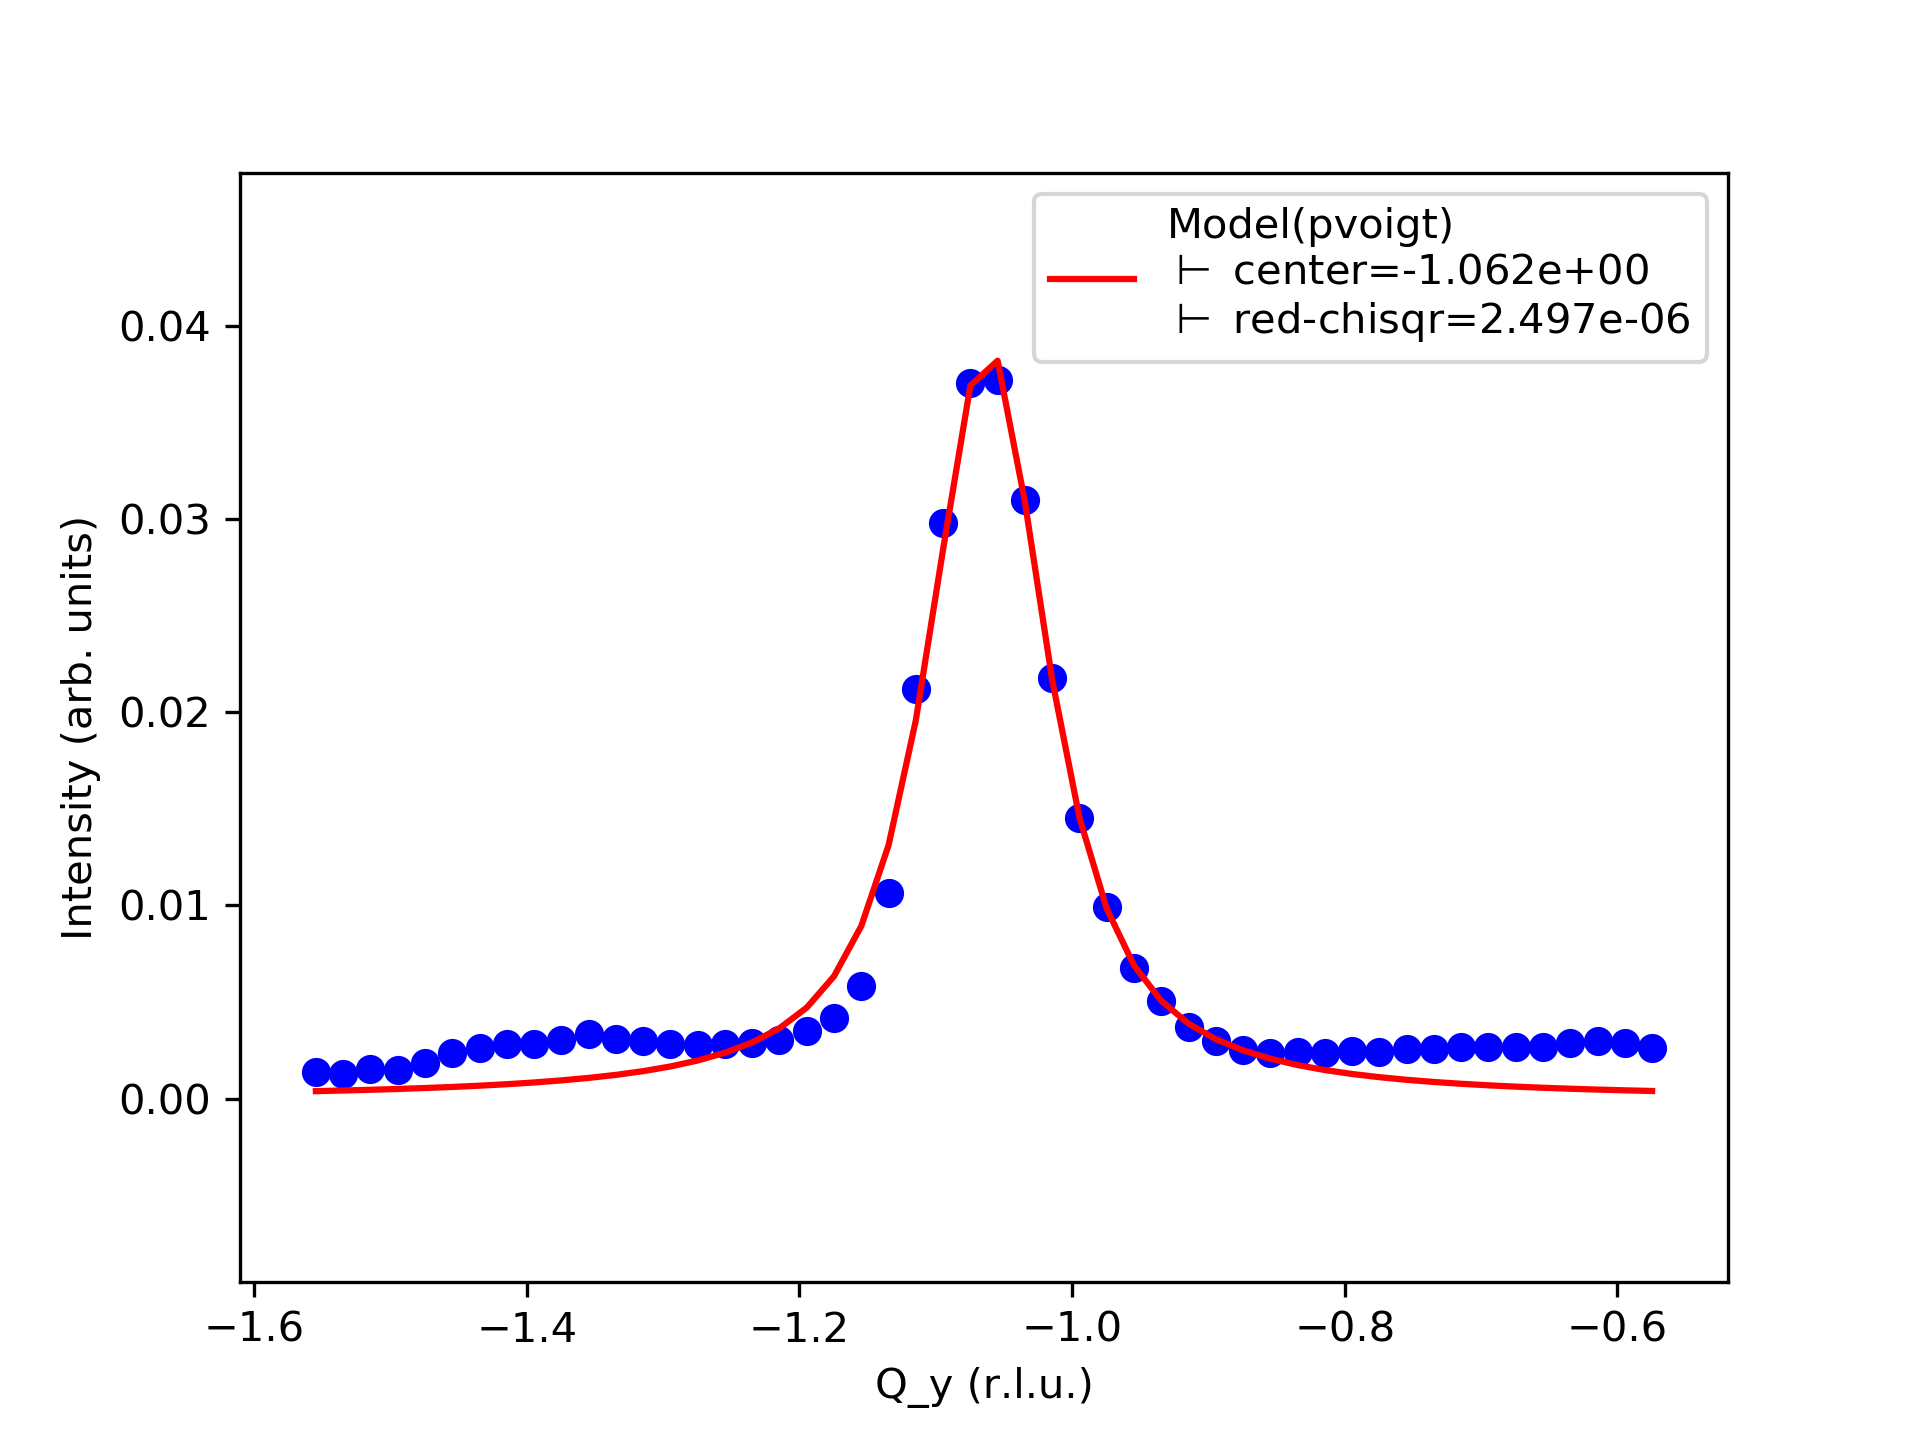 Model(pvoigt)
⊢ center=-1.062e+00
⊢ red-chisqr=2.497e-06
0.04
0.03
0.02
0.01
0.00
Intensity (arb. units)
−1.6
−1.4
−1.2
−1.0
−0.8
−0.6
Q_y (r.l.u.)